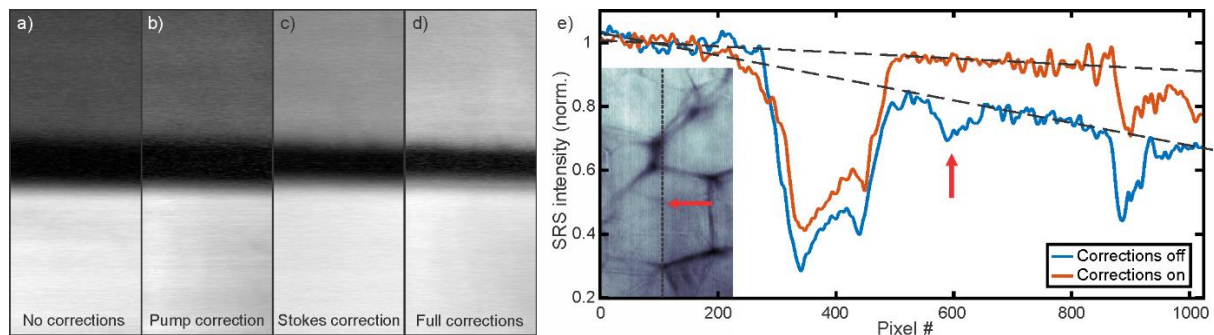 a)
b)
c)
d)
No corrections
Pump correction
Stokes correction
Full corrections
e)
SRS intensity (norm.)
1
0.8
0.6
0.4
0.2
0
200
400
600
800
1000
Pixel #
Corrections off
Corrections on